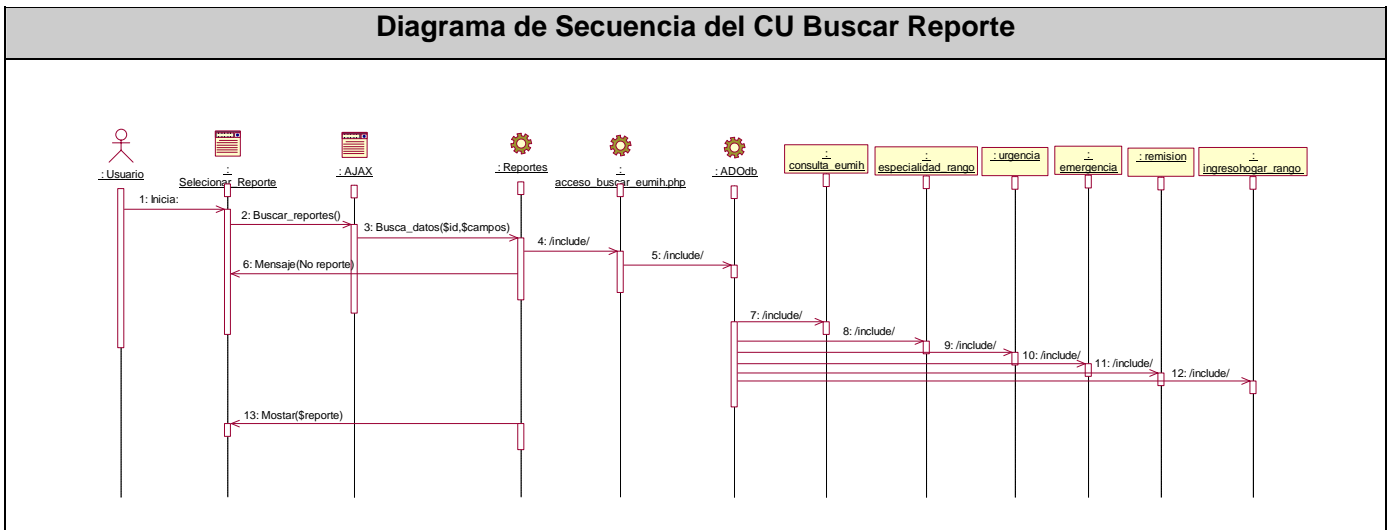 Diagrama de Secuencia del CU Buscar Reporte
: Usuario
:
Selecionar_Reporte
: AJAX
: Reportes
:
acceso_buscar_eumih.php
: ADOdb
:
consulta_eumih
:
especialidad_rango
: urgencia
:
emergencia
: remision
:
ingresohogar_rango
1: Inicia:
2: Buscar_reportes()
3: Busca_datos($id,$campos)
4: /include/
5: /include/
6: Mensaje(No reporte)
7: /include/
8: /include/
9: /include/
10: /include/
11: /include/
12: /include/
13: Mostar($reporte)